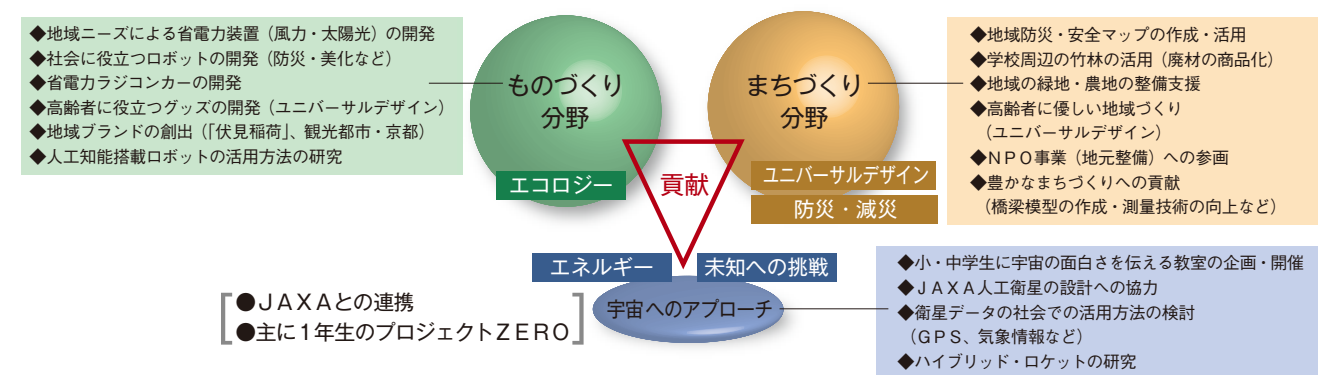 ◆地域ニーズによる省電力装置（風力・太陽光）の開発
◆社会に役立つロボットの開発（防災・美化など）
◆省電力ラジコンカーの開発
◆高齢者に役立つグッズの開発（ユニバーサルデザイン）
◆地域ブランドの創出（「伏見稲荷」、観光都市・京都）
◆人工知能搭載ロボットの活用方法の研究
ものづくり
分野
エコロジー
まちづくり
分野
ユニバーサルデザイン
防災・減災
貢献
◆地域防災・安全マップの作成・活用
◆学校周辺の竹林の活用（廃材の商品化）
◆地域の緑地・農地の整備支援
◆高齢者に優しい地域づくり
（ユニバーサルデザイン）
◆ＮＰＯ事業（地元整備）への参画
◆豊かなまちづくりへの貢献
（橋梁模型の作成・測量技術の向上など）
エネルギー
未知への挑戦
宇宙へのアプローチ
●ＪＡＸＡとの連携
●主に１年生のプロジェクトＺＥＲＯ
◆小・中学生に宇宙の面白さを伝える教室の企画・開催
◆ＪＡＸＡ人工衛星の設計への協力
◆衛星データの社会での活用方法の検討
（ＧＰＳ、気象情報など）
◆ハイブリッド・ロケットの研究